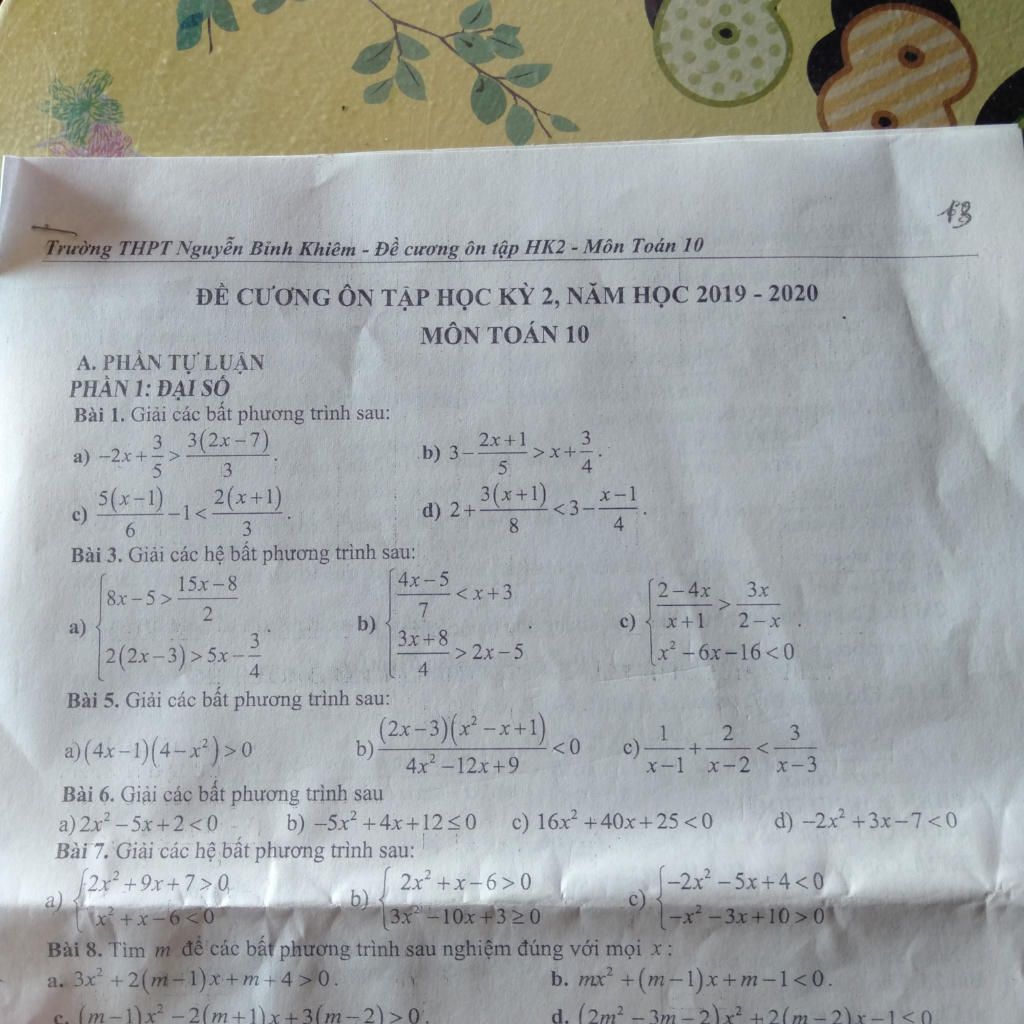 13
Trường THPT Nguyễn Bỉnh Khiêm - Đề cương ôn tập HK2 - Môn Toán 10
ĐỀ CƯƠNG ÔN TẬP HỌC KỲ 2, NĂM HỌC 2019 - 2020
MÔN TOÁN 10
A. PHẦN TỰ LUẬN
PHẦN 1: ĐẠI SỐ
Bài 1. Giải các bất phương trình sau:
a) -2x + 3/5 > 3(2x-7)/3. b) 3 - (2x+1)/5 > x + 3/4.
c) 5(x-1)/6 - 1 < 2(x+1)/3. d) 2 + 3(x+1)/8 < 3 - (x-1)/4.
Bài 3. Giải các hệ bất phương trình sau:
a) { 8x - 5 > (15x-8)/2 ; 2(2x-3) > 5x - 3/4 . b) { (4x-5)/7 < x + 3 ; (3x+8)/4 > 2x - 5 c) { (2-4x)/(x+1) > 3x/(2-x) ; x² - 6x - 16 < 0 .
Bài 5. Giải các bất phương trình sau:
a) (4x-1)(4-x²) > 0 b) (2x-3)(x²-x+1)/(4x²-12x+9) < 0 c) 1/(x-1) + 2/(x-2) < 3/(x-3)
Bài 6. Giải các bất phương trình sau
a) 2x² - 5x + 2 < 0 b) -5x² + 4x + 12 ≤ 0 c) 16x² + 40x + 25 < 0 d) -2x² + 3x - 7 < 0
Bài 7. Giải các hệ bất phương trình sau:
a) { 2x² + 9x + 7 > 0 ; x² + x - 6 < 0 b) { 2x² + x - 6 > 0 ; 3x² - 10x + 3 ≥ 0 c) { -2x² - 5x + 4 < 0 ; -x² - 3x + 10 > 0
Bài 8. Tìm m để các bất phương trình sau nghiệm đúng với mọi x :
a. 3x² + 2(m-1)x + m + 4 > 0. b. mx² + (m-1)x + m - 1 < 0.
c. (m-1)x² - 2(m+1)x + 3(m-2) > 0. d. (2m² - 3m - 2)x² + 2(m-2)x - 1 ≤ 0